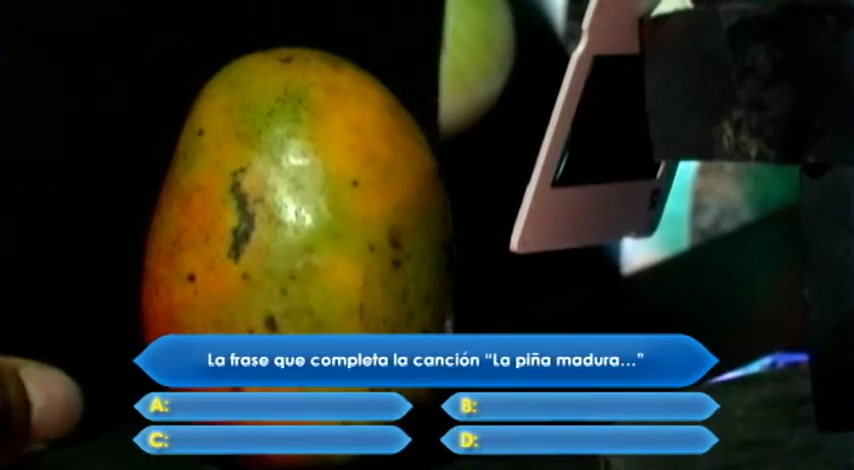 La frase que completa la canción “La piña madura...”
A:
B:
C:
D: